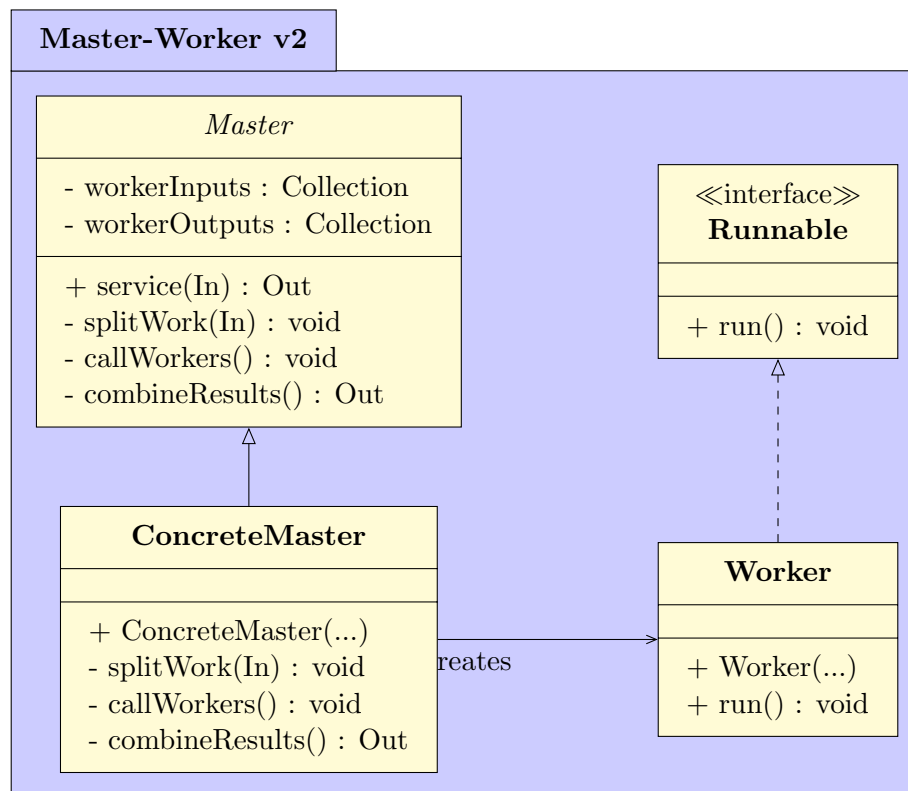 Master-Worker v2
Master
- workerInputs : Collection
- workerOutputs : Collection
+ service(In) : Out
- splitWork(In) : void
- callWorkers() : void
- combineResults() : Out
≪interface≫
Runnable
+ run() : void
ConcreteMaster
+ ConcreteMaster(...)
- splitWork(In) : void
- callWorkers() : void
- combineResults() : Out
reates
Worker
+ Worker(...)
+ run() : void